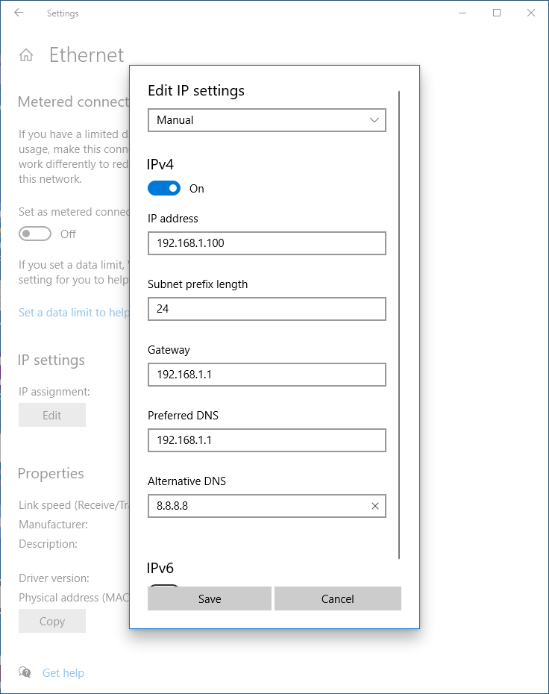 Settings
Ethernet
Metered connect
If you have a limited d
usage, make this conn
work differently to red
this network.
Set as metered connec
Off
If you set a data limit,
setting for you to help
Set a data limit to help
IP settings
IP assignment:
Edit
Properties
Link speed (Receive/Tra
Manufacturer:
Description:
Driver version:
Physical address (MAC
Copy
Get help
Edit IP settings
Manual
IPv4
On
IP address
192.168.1.100
Subnet prefix length
24
Gateway
192.168.1.1
Preferred DNS
192.168.1.1
Alternative DNS
8.8.8.8
IPv6
Save
Cancel